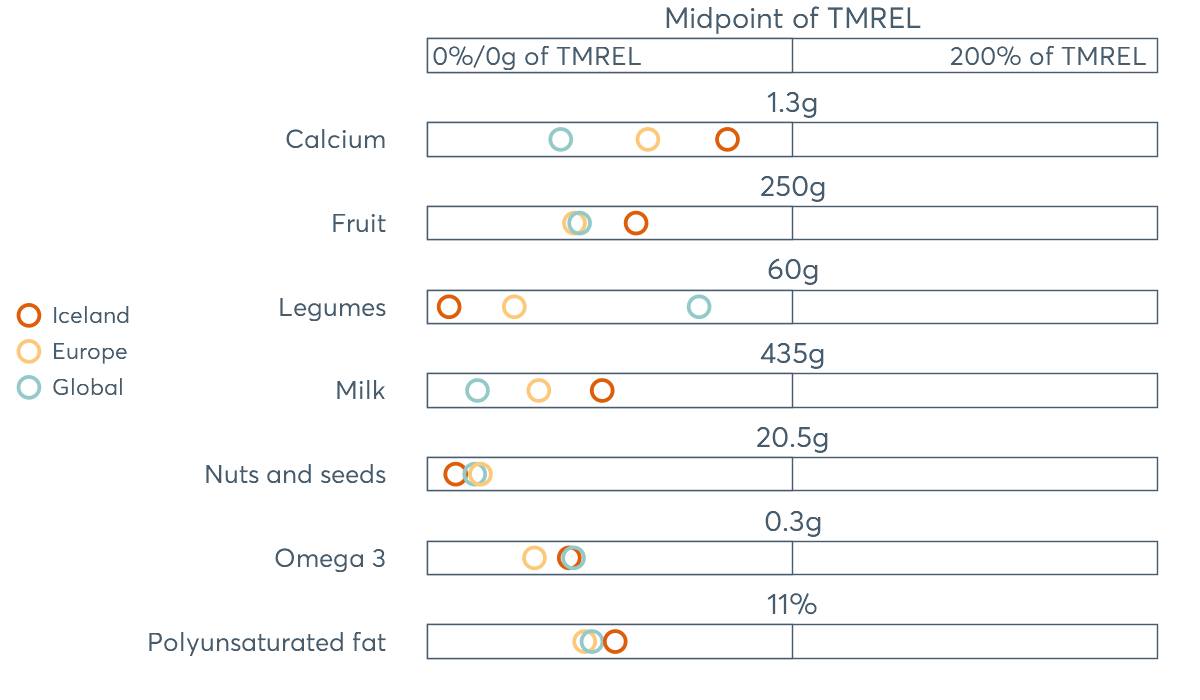 Midpoint of TMREL
0%/0g of TMREL 200% of TMREL
1.3g
Calcium
250g
Fruit
60g
Legumes
435g
Milk
20.5g
Nuts and seeds
0.3g
Omega 3
11%
Polyunsaturated fat
Iceland
Europe
Global